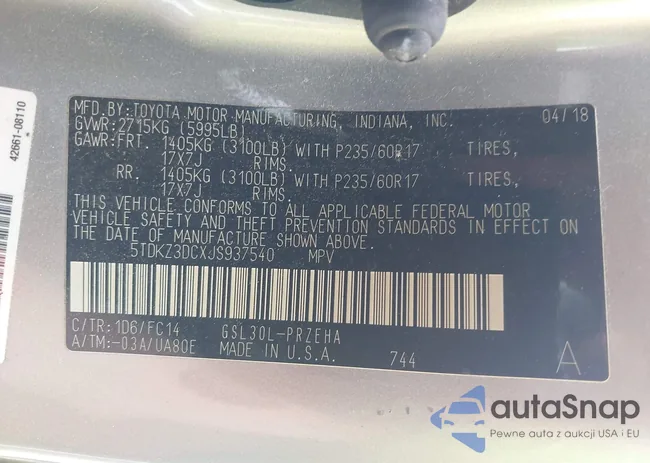 42661-08110
MFD.BY:TOYOTA MOTOR MANUFACTURING, INDIANA, INC. 04/18
GVWR:2715KG (5995LB)
GAWR:FRT. 1405KG (3100LB) WITH P235/60R17 TIRES,
17X7J RIMS.
RR. 1405KG (3100LB) WITH P235/60R17 TIRES,
17X7J RIMS.
THIS VEHICLE CONFORMS TO ALL APPLICABLE FEDERAL MOTOR
VEHICLE SAFETY AND THEFT PREVENTION STANDARDS IN EFFECT ON
THE DATE OF MANUFACTURE SHOWN ABOVE.
5TDKZ3DCXJS937540 MPV
C/TR:1D6/FC14 GSL30L-PRZEHA
A/TM:-03A/UA80E MADE IN U.S.A. 744 A
autaSnap
Pewne auta z aukcji USA i EU